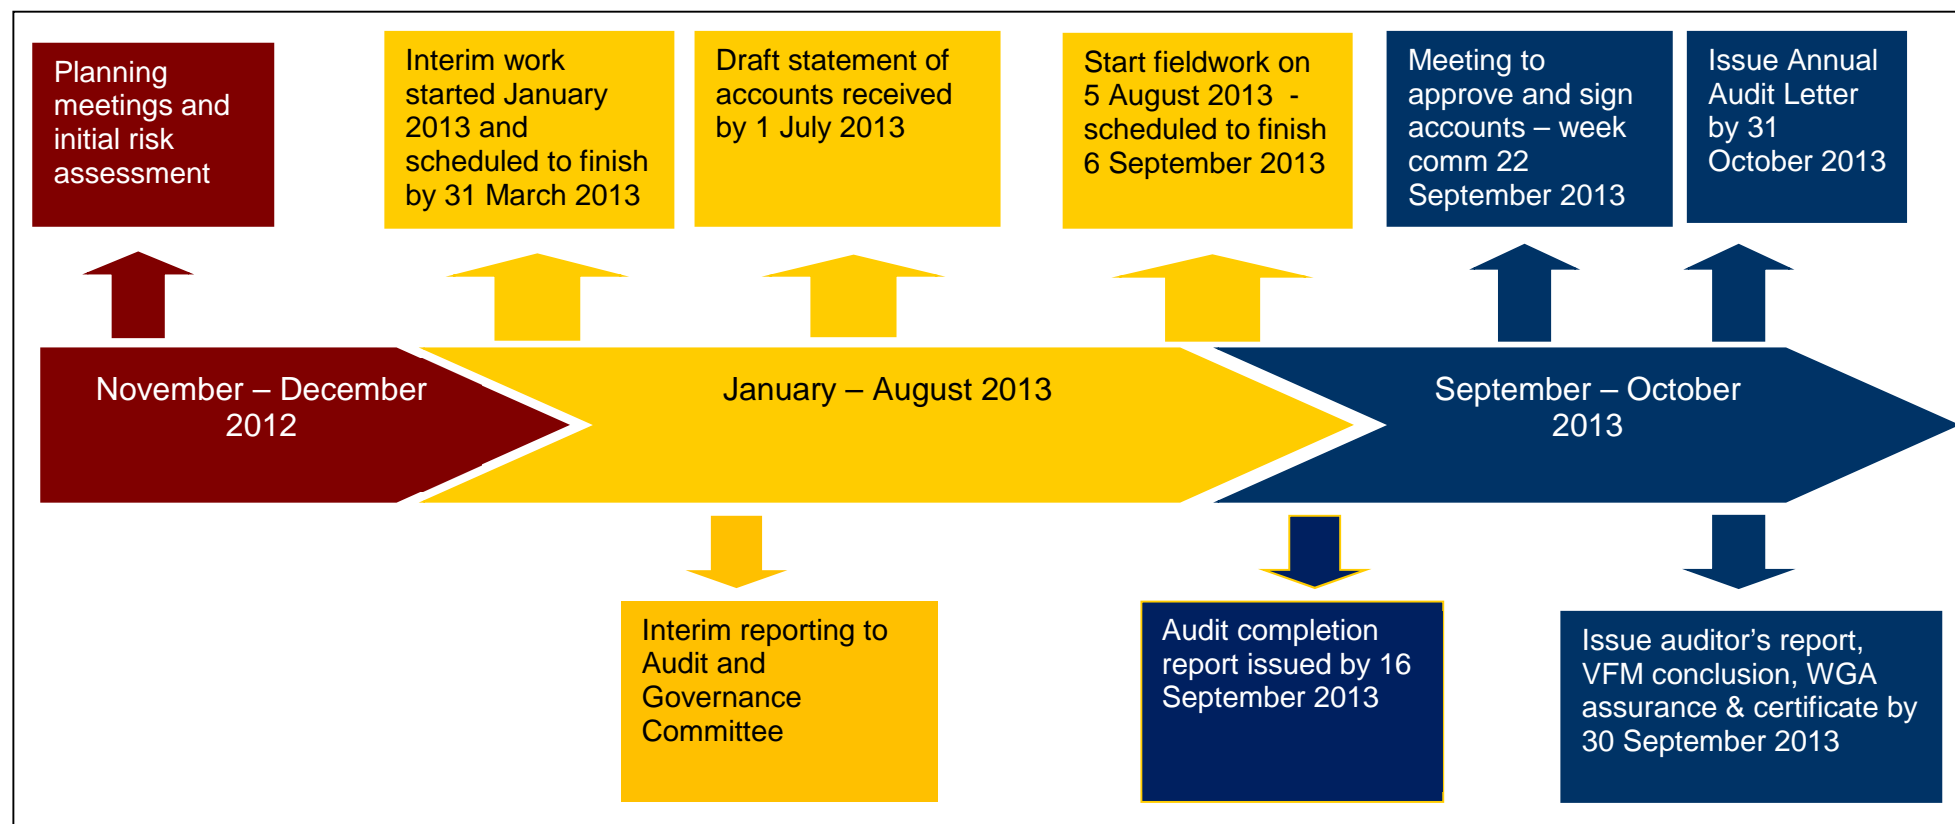 Planning
meetings and
initial risk
assessment
Interim work
started January
2013 and
scheduled to finish
by 31 March 2013
Draft statement of
accounts received
by 1 July 2013
Start fieldwork on
5 August 2013 -
scheduled to finish
6 September 2013
Meeting to
approve and sign
accounts – week
comm 22
September 2013
Issue Annual
Audit Letter
by 31
October 2013
November – December
2012
January – August 2013
September – October
2013
Interim reporting to
Audit and
Governance
Committee
Audit completion
report issued by 16
September 2013
Issue auditor’s report,
VFM conclusion, WGA
assurance & certificate by
30 September 2013